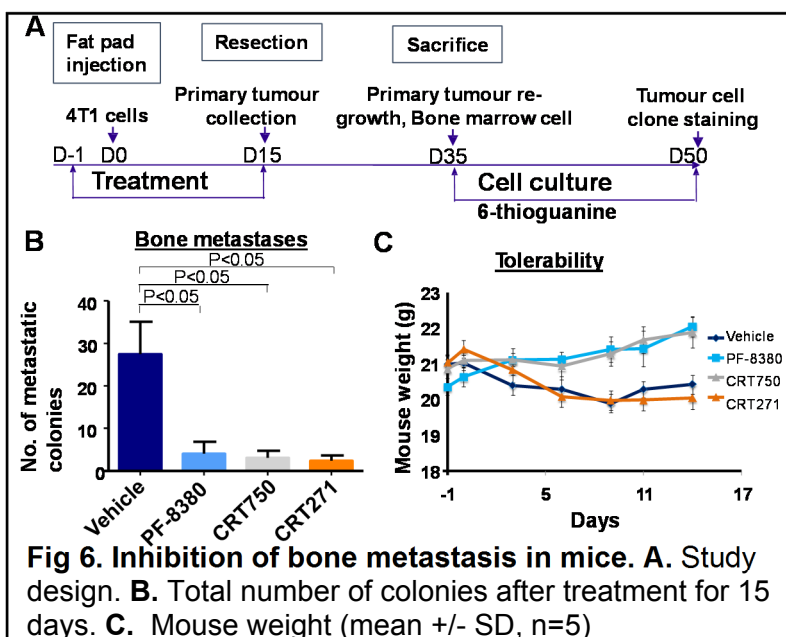 A
Fat pad
injection
Resection
Sacrifice
4T1 cells
Primary tumour
collection
Primary tumour re-
growth, Bone marrow cell
Tumour cell
clone staining
D-1 D0 D15 D35 D50
Treatment
Cell culture
6-thioguanine
B
Bone metastases
P<0.05
P<0.05
P<0.05
No. of metastatic
colonies
40
30
20
10
0
Vehicle
PF-8380
CRT750
CRT271
C
Tolerability
Mouse weight (g)
23
22
21
20
19
18
-1 5 11 17
Days
Vehicle
PF-8380
CRT750
CRT271
Fig 6. Inhibition of bone metastasis in mice. A. Study
design. B. Total number of colonies after treatment for 15
days. C. Mouse weight (mean +/- SD, n=5)